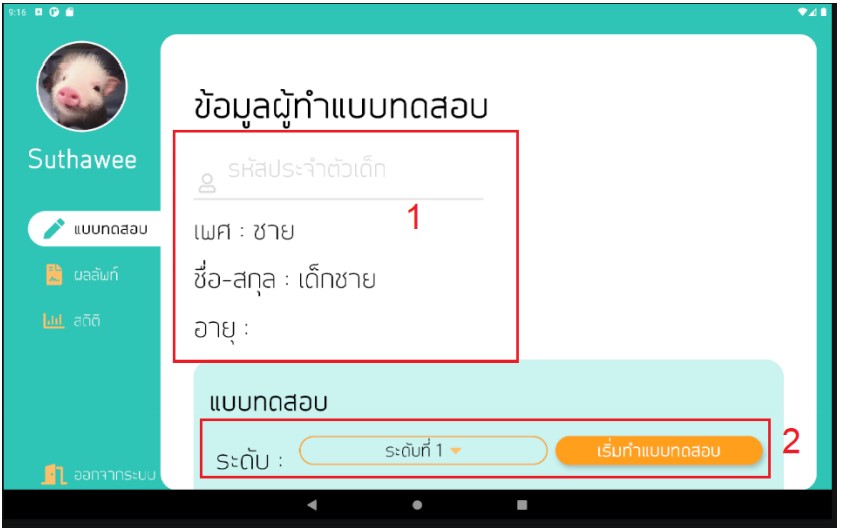 9:16
Suthawee
แบบทดสอบ
ผลลัพท์
สถิติ
ออกจากระบบ
ข้อมูลผู้ทำแบบทดสอบ
รหัสประจำตัวเด็ก
1
เพศ : ชาย
ชื่อ-สกุล : เด็กชาย
อายุ :
แบบทดสอบ
ระดับ : ระดับที่ 1 เริ่มทำแบบทดสอบ
2